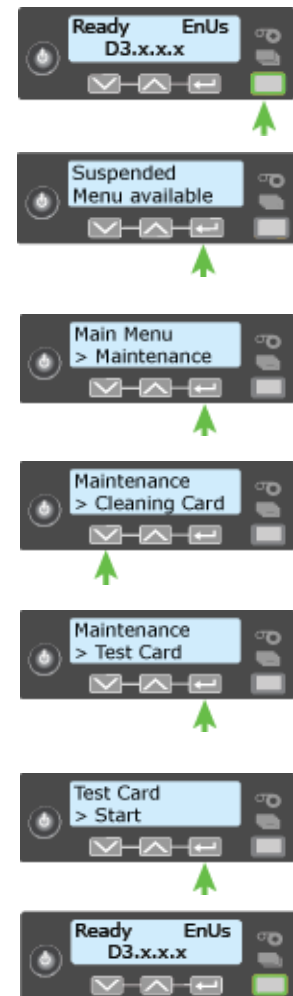 Ready EnUs
D3.x.x.x
Suspended
Menu available
Main Menu
> Maintenance
Maintenance
> Cleaning Card
Maintenance
> Test Card
Test Card
> Start
Ready EnUs
D3.x.x.x